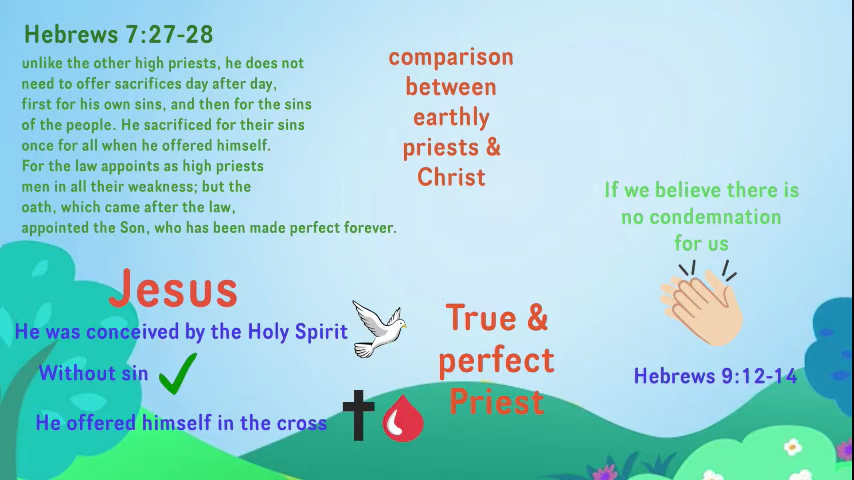 Hebrews 7:27-28
unlike the other high priests, he does not
need to offer sacrifices day after day,
first for his own sins, and then for the sins
of the people. He sacrificed for their sins
once for all when he offered himself.
For the law appoints as high priests
men in all their weakness; but the
oath, which came after the law,
appointed the Son, who has been made perfect forever.
comparison
between
earthly
priests &
Christ
If we believe there is
no condemnation
for us
Jesus
He was conceived by the Holy Spirit
Without sin
He offered himself in the cross
True &
perfect
Priest
Hebrews 9:12-14